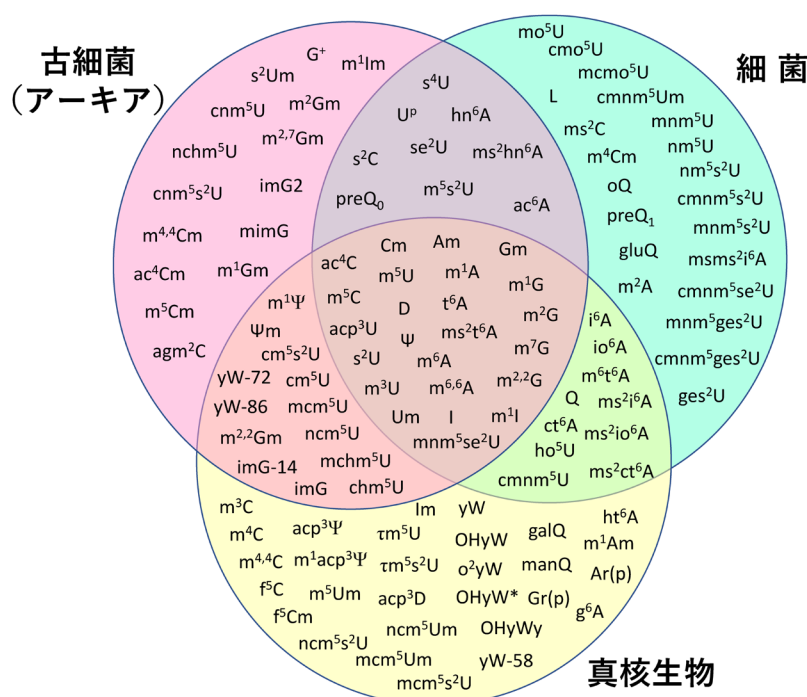 古細菌
（アーキア）
細 菌
真核生物
G⁺
m¹Im
s²Um
cnm⁵U
m²Gm
m²,⁷Gm
nchm⁵U
cnm⁵s²U
imG2
m⁴,⁴Cm
mimG
ac⁴Cm
m¹Gm
m⁵Cm
agm²C
s⁴U
Uᵖ
hn⁶A
s²C
se²U
ms²hn⁶A
preQ₀
m⁵s²U
ac⁶A
mo⁵U
cmo⁵U
mcmo⁵U
L
cmnm⁵Um
ms²C
mnm⁵U
m⁴Cm
nm⁵U
nm⁵s²U
oQ
cmnm⁵s²U
preQ₁
mnm⁵s²U
gluQ
msms²i⁶A
m²A
cmnm⁵se²U
mnm⁵ges²U
cmnm⁵ges²U
ges²U
Cm
Am
Gm
ac⁴C
m⁵U
m¹A
m¹G
m⁵C
D
t⁶A
m²G
acp³U
Ψ
ms²t⁶A
m⁷G
s²U
m⁶A
m³U
m⁶,⁶A
m²,²G
Um
I
m¹I
mnm⁵se²U
m¹Ψ
Ψm
cm⁵s²U
yW-72
cm⁵U
yW-86
mcm⁵U
m²,²Gm
ncm⁵U
imG-14
mchm⁵U
imG
chm⁵U
i⁶A
io⁶A
m⁶t⁶A
Q
ms²i⁶A
ct⁶A
ms²io⁶A
ho⁵U
cmnm⁵U
ms²ct⁶A
m³C
Im
yW
m⁴C
acp³Ψ
τm⁵U
OHyW
galQ
ht⁶A
m¹Am
m⁴,⁴C
m¹acp³Ψ
τm⁵s²U
o²yW
manQ
Ar(p)
f⁵C
m⁵Um
acp³D
OHyW*
Gr(p)
g⁶A
f⁵Cm
ncm⁵s²U
ncm⁵Um
OHyWy
mcm⁵Um
yW-58
mcm⁵s²U